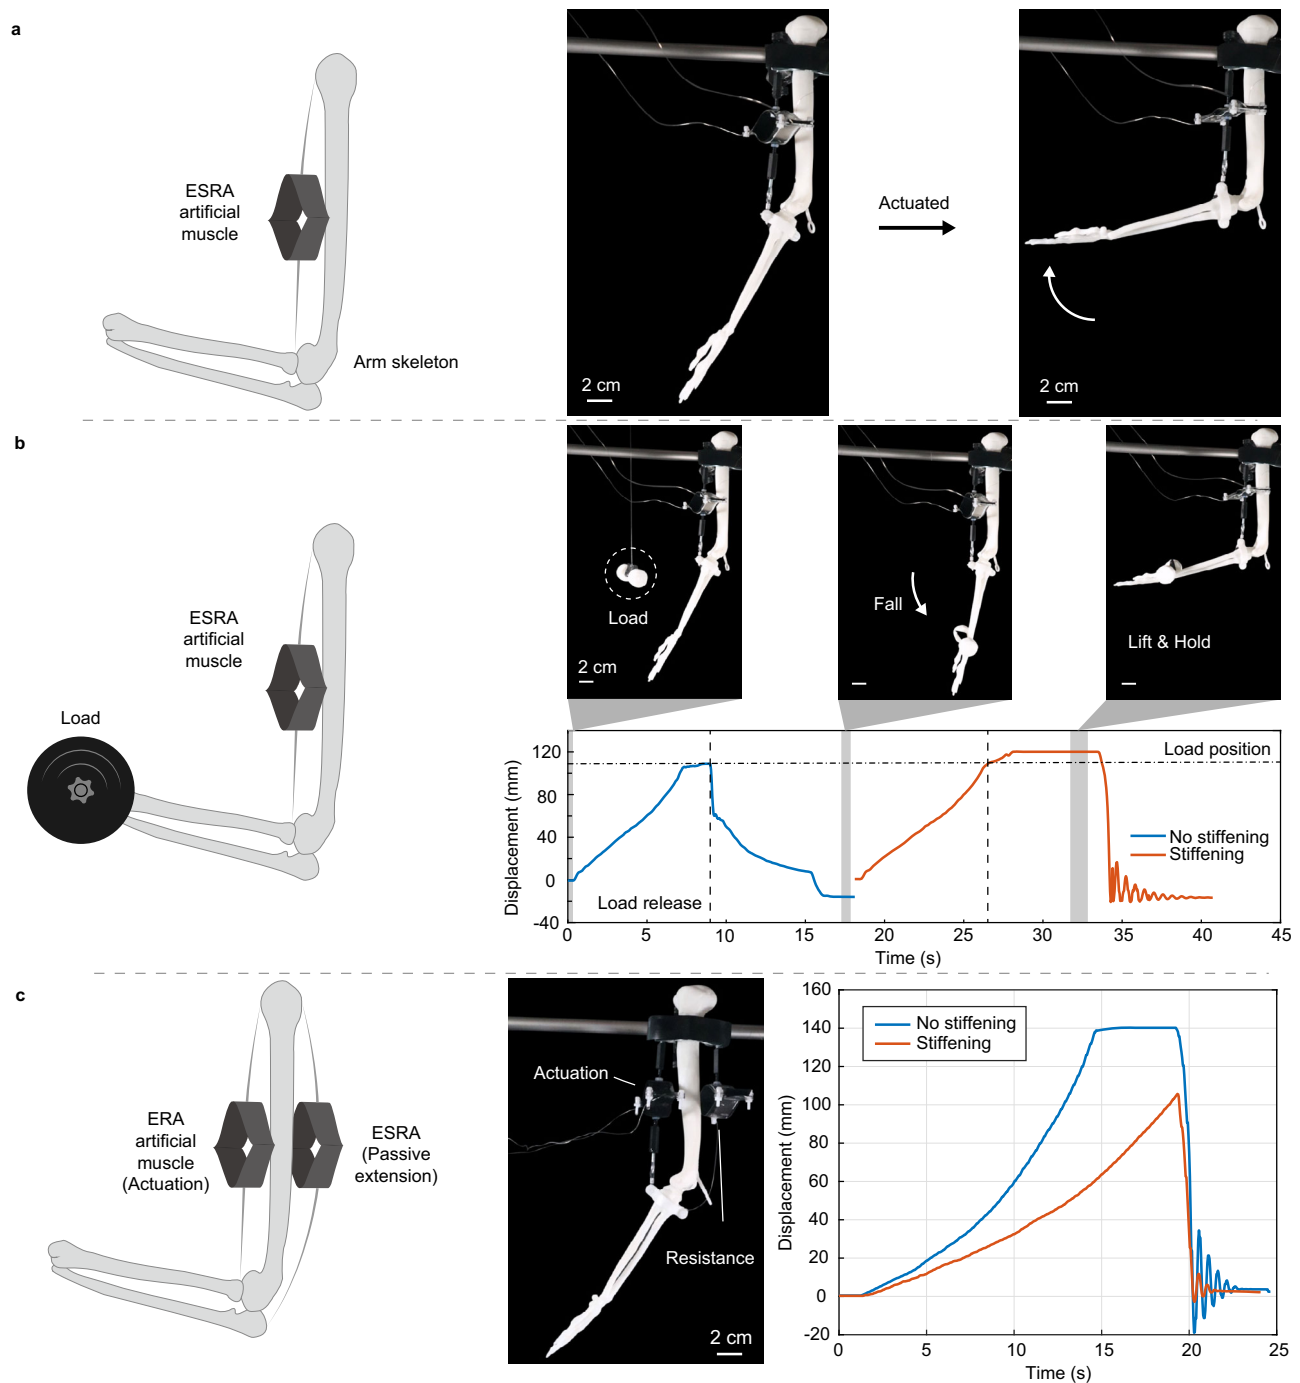 a
ESRA
artificial
muscle
Arm skeleton
2 cm
Actuated
2 cm
b
ESRA
artificial
muscle
Load
Load
2 cm
Fall
Lift & Hold
Load position
No stiffening
Stiffening
Load release
Displacement (mm)
120
80
40
0
-40
0 5 10 15 20 25 30 35 40 45
Time (s)
c
ERA
artificial
muscle
(Actuation)
ESRA
(Passive
extension)
Actuation
Resistance
2 cm
No stiffening
Stiffening
Displacement (mm)
160
140
120
100
80
60
40
20
0
-20
0 5 10 15 20 25
Time (s)